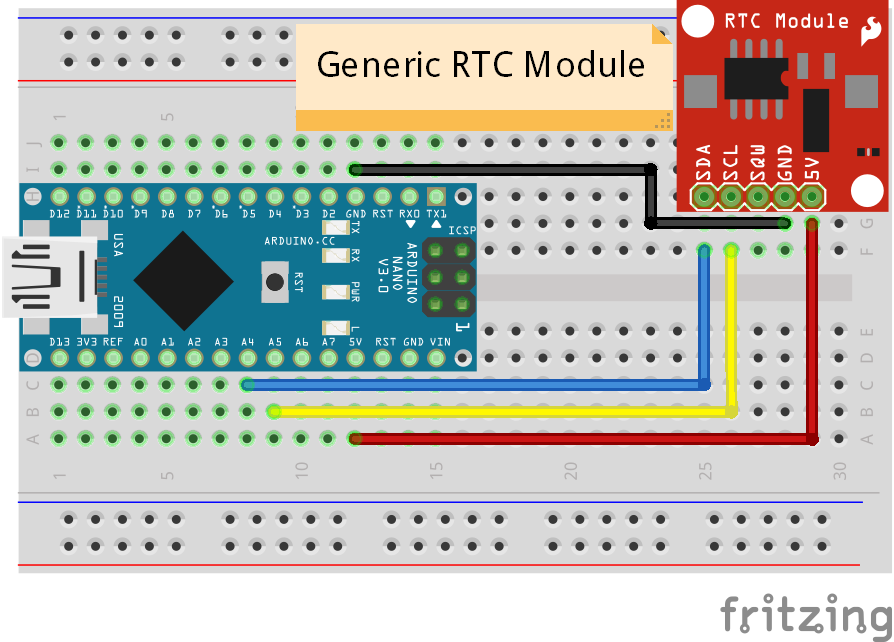 Generic RTC Module
RTC Module
SDA SCL SQW GND 5V
1 5
J
I
H
D12 D11 D10 D9 D8 D7 D6 D5 D4 D3 D2 GND RST RX0 TX1
TX
RX
PWR
L
ARDUINO.CC
RST
ICSP
ARDUINO
NANO
V3.0
1
USA
2009
D13 3V3 REF A0 A1 A2 A3 A4 A5 A6 A7 5V RST GND VIN
G
F
E
D D
C C
B B
A A
1 5 10 15 20 25 30
fritzing